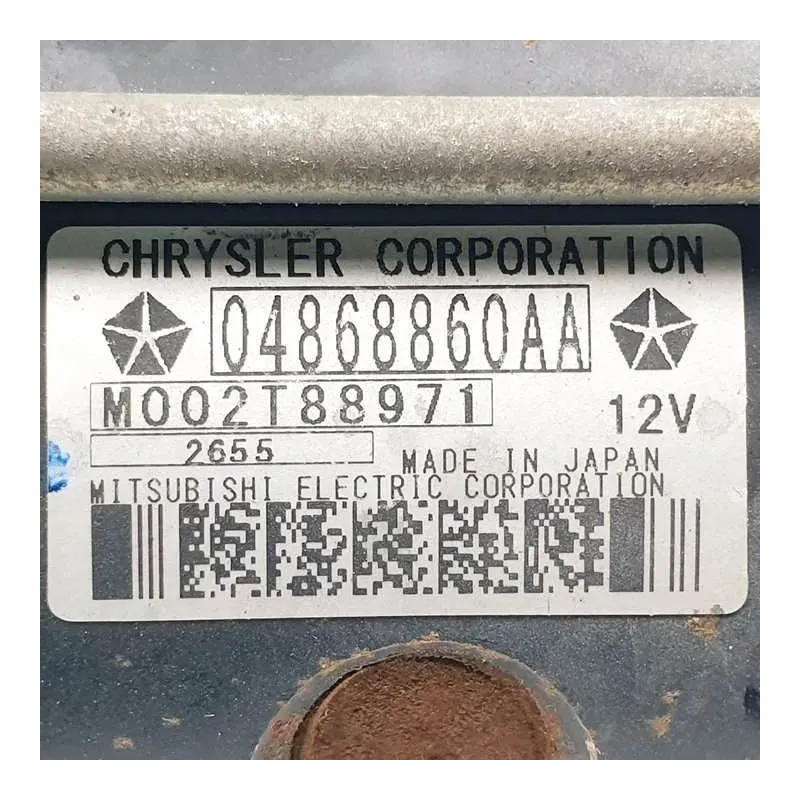 CHRYSLER CORPORATION
04868860AA
M002T88971 12V
2655 MADE IN JAPAN
MITSUBISHI ELECTRIC CORPORATION